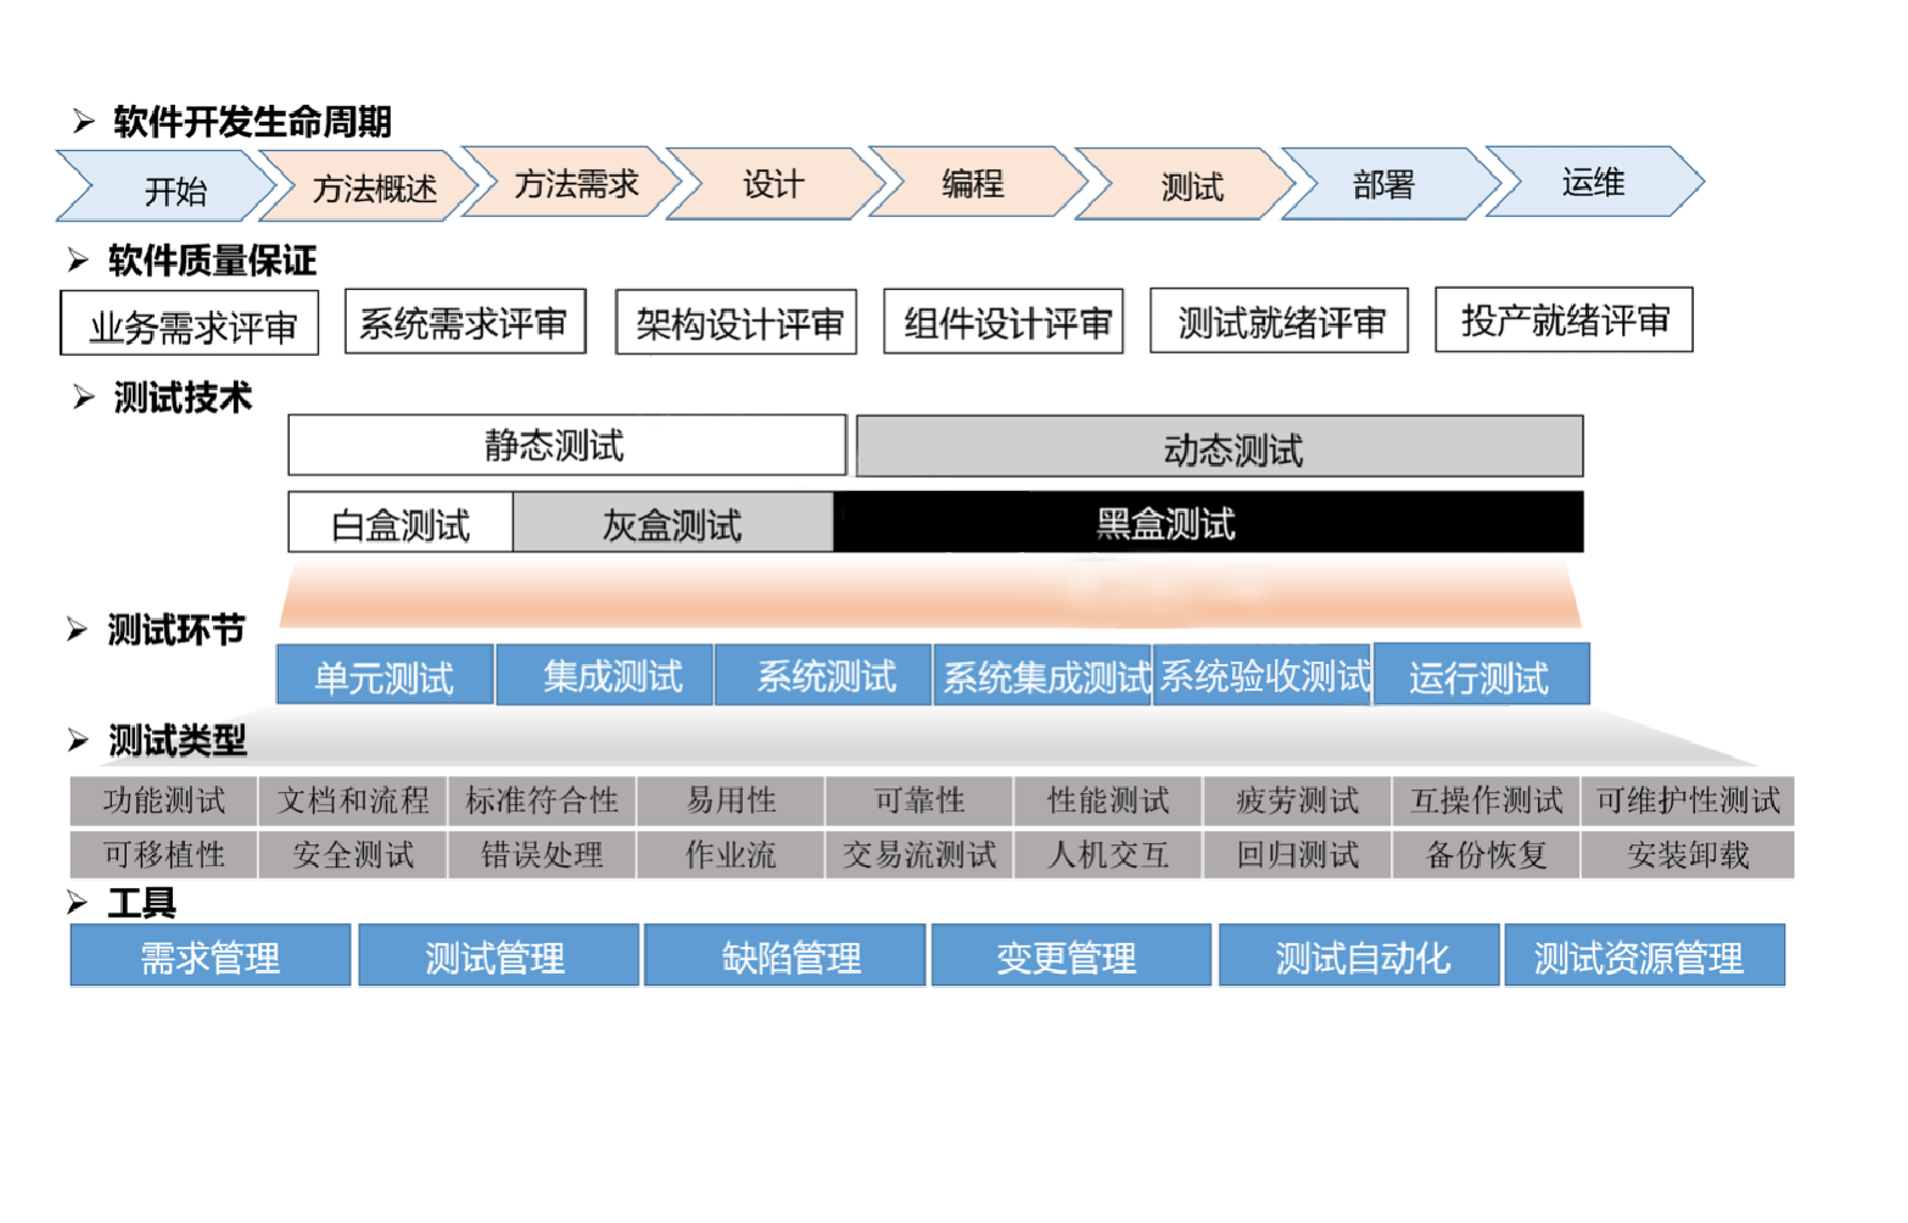 软件开发生命周期
开始 方法概述 方法需求 设计 编程 测试 部署 运维
软件质量保证
业务需求评审 系统需求评审 架构设计评审 组件设计评审 测试就绪评审 投产就绪评审
测试技术
静态测试 动态测试
白盒测试 灰盒测试 黑盒测试
测试环节
单元测试 集成测试 系统测试 系统集成测试 系统验收测试 运行测试
测试类型
功能测试 文档和流程 标准符合性 易用性 可靠性 性能测试 疲劳测试 互操作测试 可维护性测试
可移植性 安全测试 错误处理 作业流 交易流测试 人机交互 回归测试 备份恢复 安装卸载
工具
需求管理 测试管理 缺陷管理 变更管理 测试自动化 测试资源管理